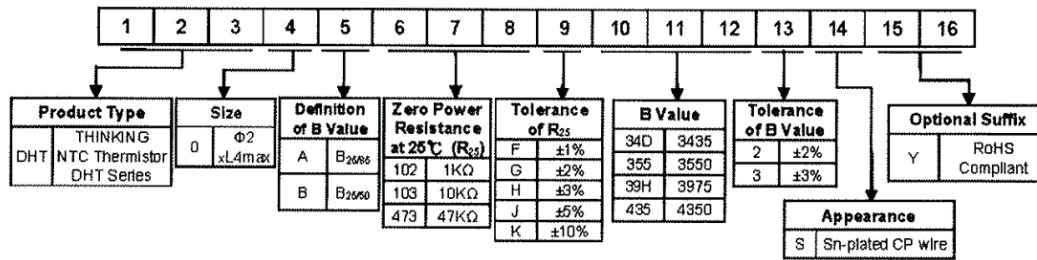 1 2 3 4 5 6 7 8 9 10 11 12 13 14 15 16
Product Type
DHT THINKING
NTC Thermistor
DHT Series
Size
0 Φ2
xL4max
Definition
of B Value
A B25/85
B B25/50
Zero Power
Resistance
at 25℃ (R25)
102 1KΩ
103 10KΩ
473 47KΩ
Tolerance
of R25
F ±1%
G ±2%
H ±3%
J ±5%
K ±10%
B Value
34D 3435
355 3550
39H 3975
435 4350
Tolerance
of B Value
2 ±2%
3 ±3%
Appearance
S Sn-plated CP wire
Optional Suffix
Y RoHS
Compliant